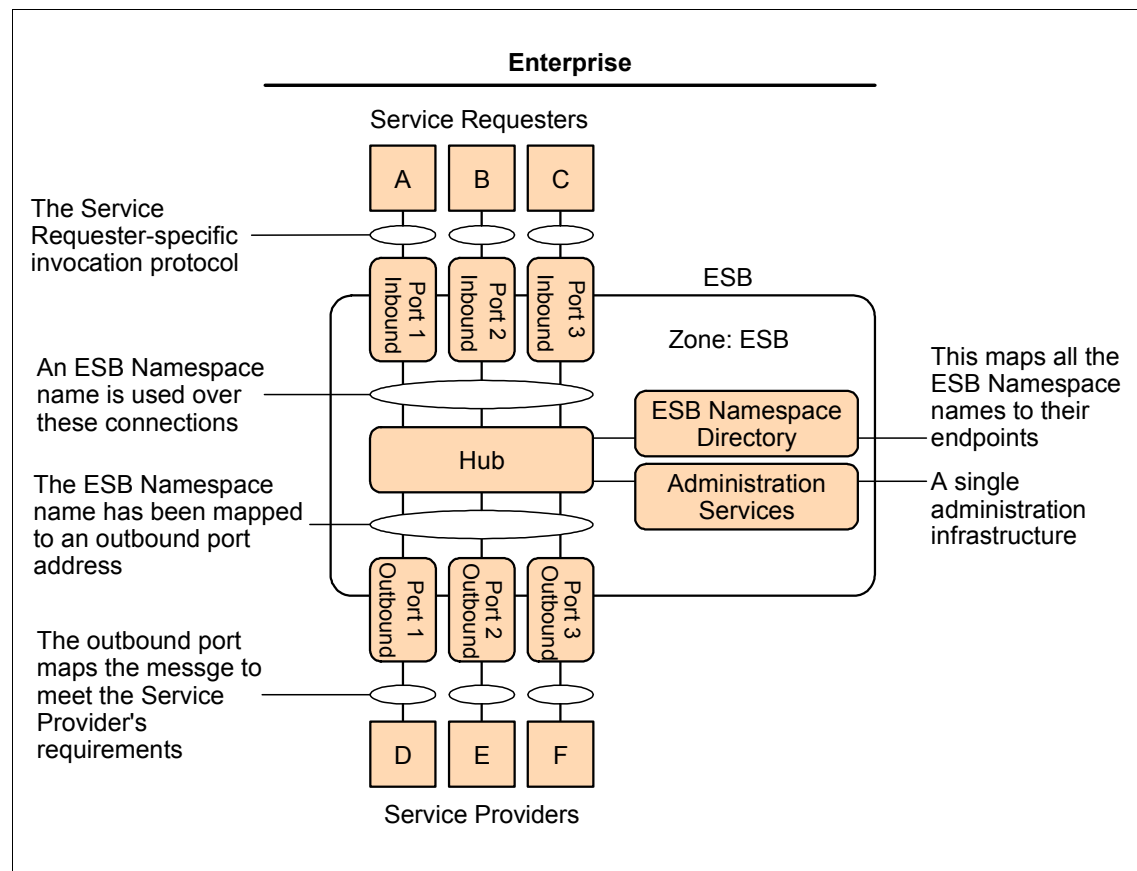 Enterprise
Service Requesters
A
B
C
The Service
Requester-specific
invocation protocol
Port 1
Inbound
Port 2
Inbound
Port 3
Inbound
ESB
Zone: ESB
An ESB Namespace
name is used over
these connections
This maps all the
ESB Namespace
names to their
endpoints
ESB Namespace
Directory
Hub
Administration
Services
The ESB Namespace
name has been mapped
to an outbound port
address
A single
administration
infrastructure
Port 1
Outbound
Port 2
Outbound
Port 3
Outbound
The outbound port
maps the messge to
meet the Service
Provider's
requirements
D
E
F
Service Providers